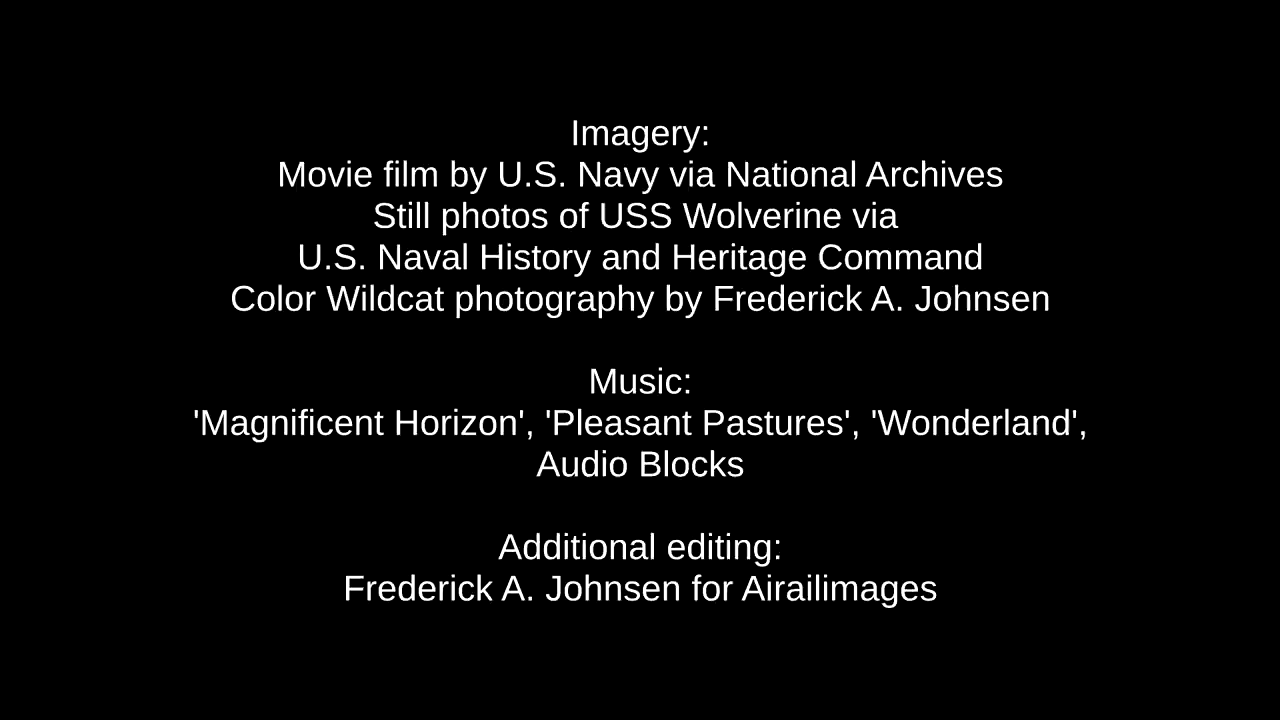 Imagery:
Movie film by U.S. Navy via National Archives
Still photos of USS Wolverine via
U.S. Naval History and Heritage Command
Color Wildcat photography by Frederick A. Johnsen
Music:
'Magnificent Horizon', 'Pleasant Pastures', 'Wonderland',
Audio Blocks
Additional editing:
Frederick A. Johnsen for Airailimages